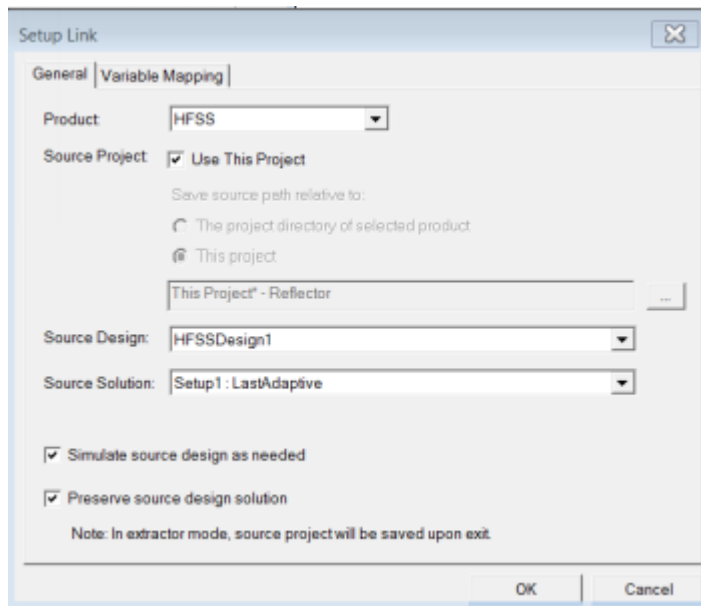 Setup Link
General
Variable Mapping
Product:
HFSS
Source Project:
Use This Project
Save source path relative to:
The project directory of selected product
This project
This Project* - Reflector
...
Source Design:
HFSSDesign1
Source Solution:
Setup1 : LastAdaptive
Simulate source design as needed
Preserve source design solution
Note: In extractor mode, source project will be saved upon exit.
OK
Cancel